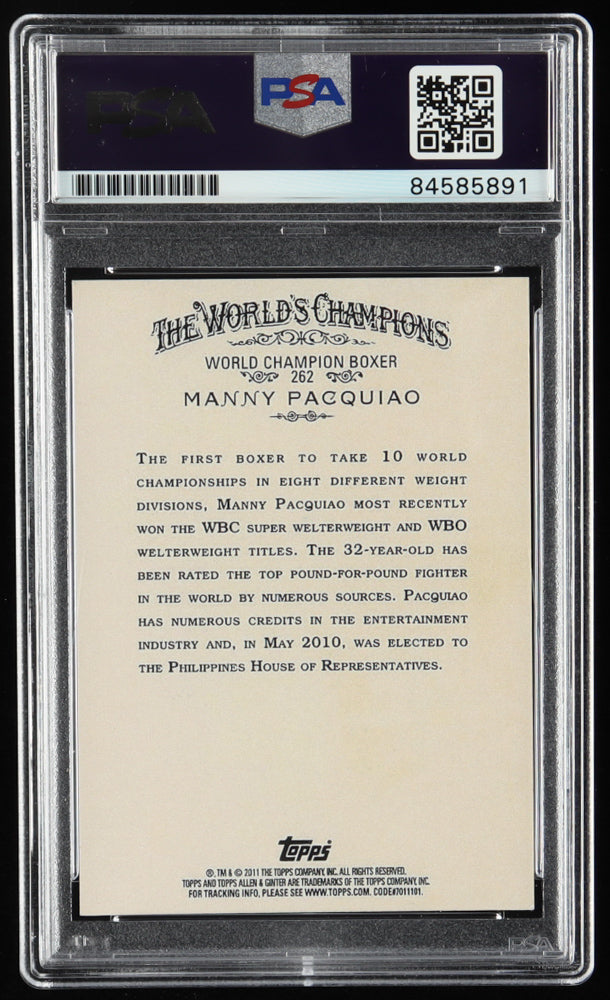 PSA
PSA
84585891
THE WORLD'S CHAMPIONS
WORLD CHAMPION BOXER
262
MANNY PACQUIAO
THE FIRST BOXER TO TAKE 10 WORLD
CHAMPIONSHIPS IN EIGHT DIFFERENT WEIGHT
DIVISIONS, MANNY PACQUIAO MOST RECENTLY
WON THE WBC SUPER WELTERWEIGHT AND WBO
WELTERWEIGHT TITLES. THE 32-YEAR-OLD HAS
BEEN RATED THE TOP POUND-FOR-POUND FIGHTER
IN THE WORLD BY NUMEROUS SOURCES. PACQUIAO
HAS NUMEROUS CREDITS IN THE ENTERTAINMENT
INDUSTRY AND, IN MAY 2010, WAS ELECTED TO
THE PHILIPPINES HOUSE OF REPRESENTATIVES.
Topps
®, TM & © 2011 THE TOPPS COMPANY, INC. ALL RIGHTS RESERVED.
TOPPS AND TOPPS ALLEN & GINTER ARE TRADEMARKS OF THE TOPPS COMPANY, INC.
FOR TRACKING INFO, PLEASE SEE WWW.TOPPS.COM. CODE#7011101.
PSA